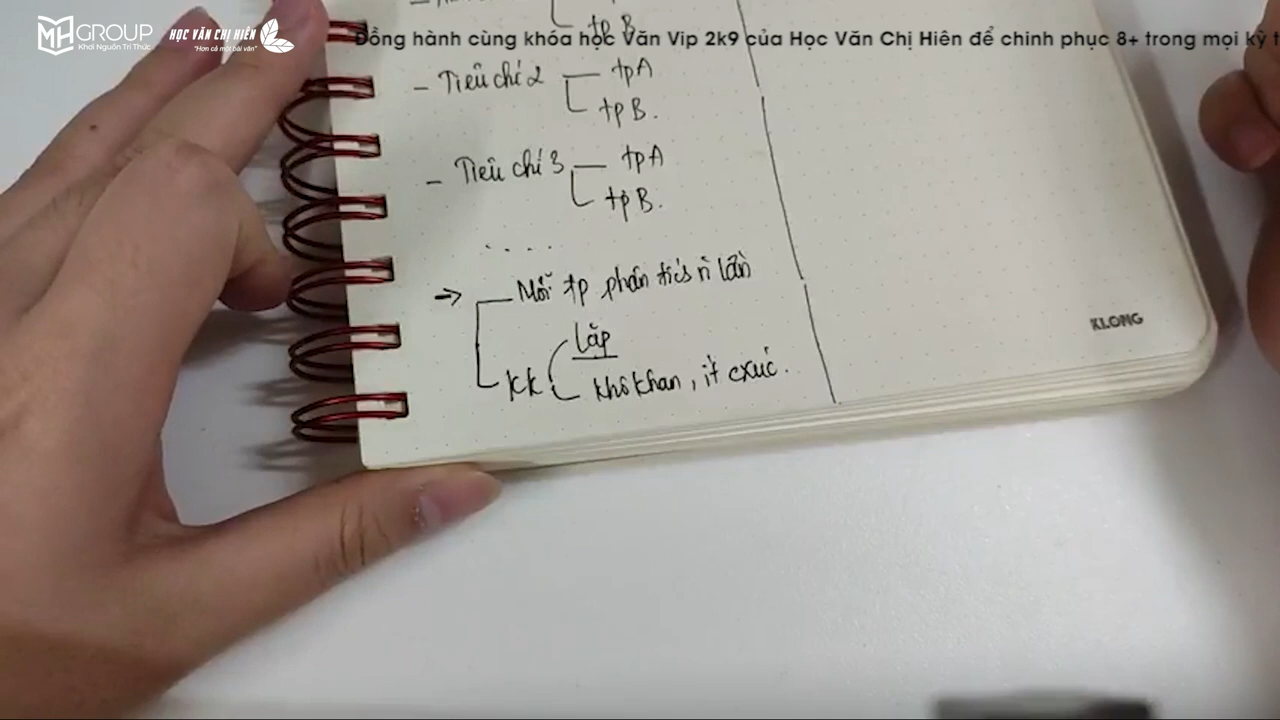 MH GROUP
Khơi Nguồn Tri Thức
HỌC VĂN CHỊ HIÊN
"Hơn cả một bài văn"
Đồng hành cùng khóa học Văn Vip 2k9 của Học Văn Chị Hiên để chinh phục 8+ trong mọi kỳ t
tp B
- Tiêu chí 2 tpA
tp B.
- Tiêu chí 3 tpA
tp B.
. . . .
→ Mỗi tp phân tích n lần
lặp
KK khô khan, ít cxúc.
KLONG